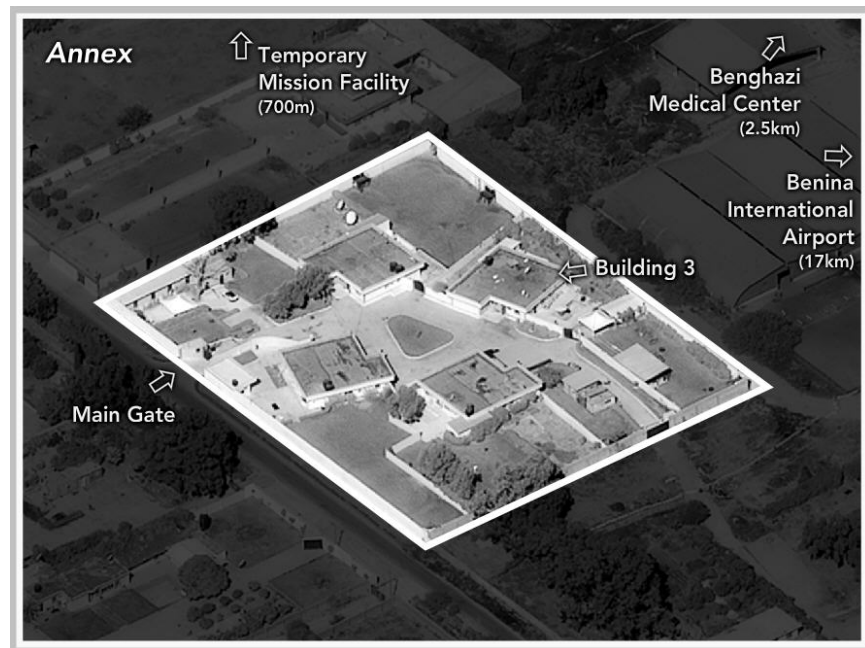 Annex
Temporary
Mission Facility
(700m)
Benghazi
Medical Center
(2.5km)
Benina
International
Airport
(17km)
Building 3
Main Gate